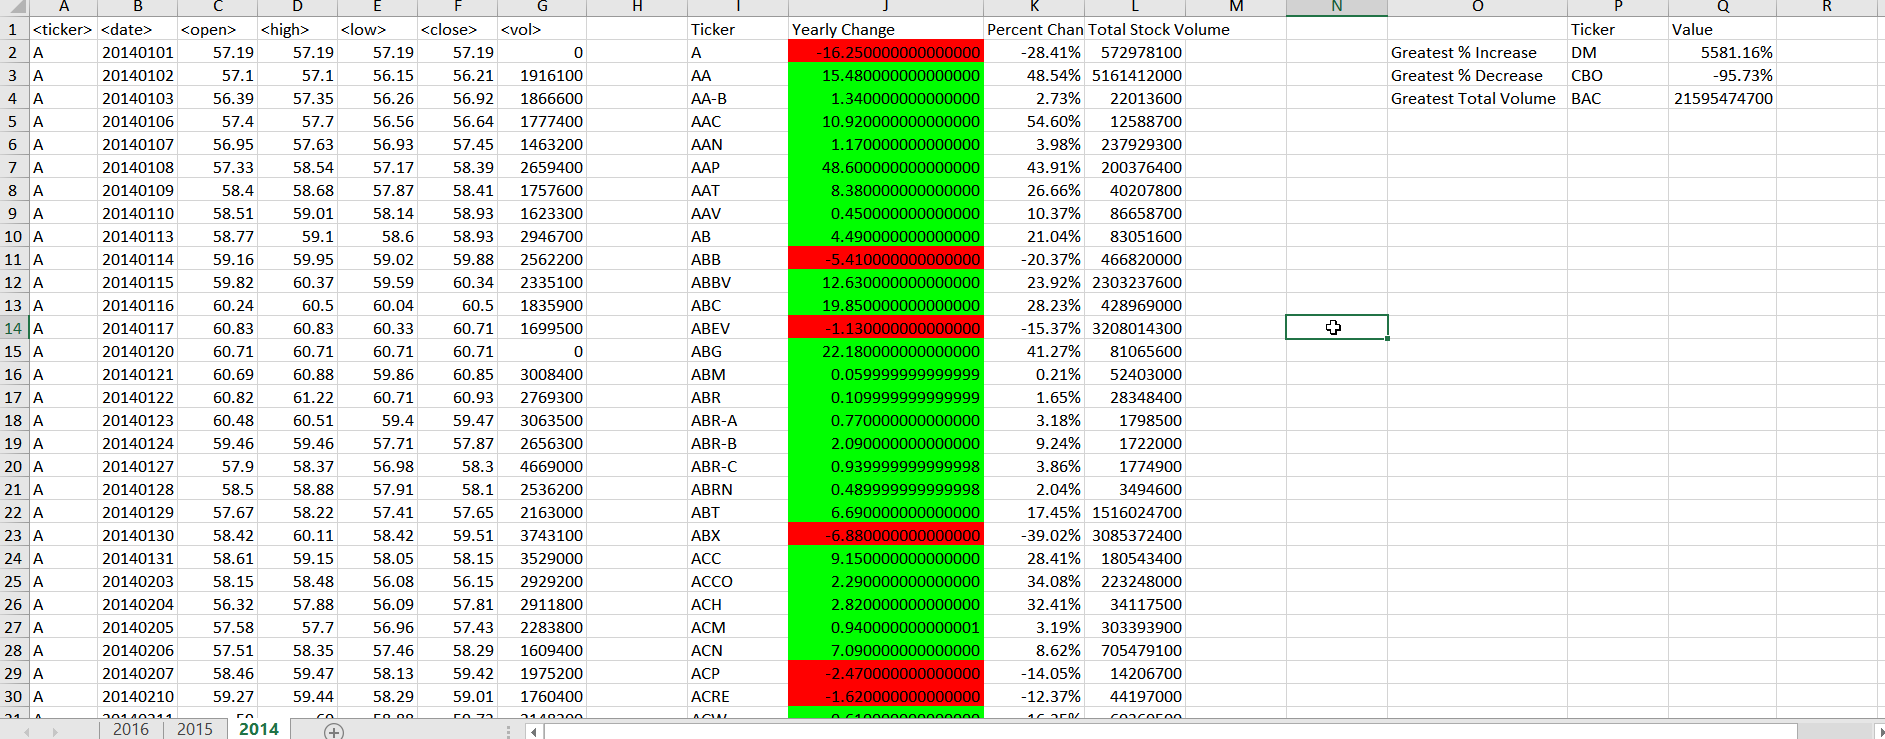 A B C D E F G H I J K L M N O P Q R
1 <ticker> <date> <open> <high> <low> <close> <vol> Ticker Yearly Change Percent Chan Total Stock Volume Ticker Value
2 A 20140101 57.19 57.19 57.19 57.19 0 A -16.250000000000000 -28.41% 572978100 Greatest % Increase DM 5581.16%
3 A 20140102 57.1 57.1 56.15 56.21 1916100 AA 15.480000000000000 48.54% 5161412000 Greatest % Decrease CBO -95.73%
4 A 20140103 56.39 57.35 56.26 56.92 1866600 AA-B 1.340000000000000 2.73% 22013600 Greatest Total Volume BAC 21595474700
5 A 20140106 57.4 57.7 56.56 56.64 1777400 AAC 10.920000000000000 54.60% 12588700
6 A 20140107 56.95 57.63 56.93 57.45 1463200 AAN 1.170000000000000 3.98% 237929300
7 A 20140108 57.33 58.54 57.17 58.39 2659400 AAP 48.600000000000000 43.91% 200376400
8 A 20140109 58.4 58.68 57.87 58.41 1757600 AAT 8.380000000000000 26.66% 40207800
9 A 20140110 58.51 59.01 58.14 58.93 1623300 AAV 0.450000000000000 10.37% 86658700
10 A 20140113 58.77 59.1 58.6 58.93 2946700 AB 4.490000000000000 21.04% 83051600
11 A 20140114 59.16 59.95 59.02 59.88 2562200 ABB -5.410000000000000 -20.37% 466820000
12 A 20140115 59.82 60.37 59.59 60.34 2335100 ABBV 12.630000000000000 23.92% 2303237600
13 A 20140116 60.24 60.5 60.04 60.5 1835900 ABC 19.850000000000000 28.23% 428969000
14 A 20140117 60.83 60.83 60.33 60.71 1699500 ABEV -1.130000000000000 -15.37% 3208014300
15 A 20140120 60.71 60.71 60.71 60.71 0 ABG 22.180000000000000 41.27% 81065600
16 A 20140121 60.69 60.88 59.86 60.85 3008400 ABM 0.059999999999999 0.21% 52403000
17 A 20140122 60.82 61.22 60.71 60.93 2769300 ABR 0.109999999999999 1.65% 28348400
18 A 20140123 60.48 60.51 59.4 59.47 3063500 ABR-A 0.770000000000000 3.18% 1798500
19 A 20140124 59.46 59.46 57.71 57.87 2656300 ABR-B 2.090000000000000 9.24% 1722000
20 A 20140127 57.9 58.37 56.98 58.3 4669000 ABR-C 0.939999999999998 3.86% 1774900
21 A 20140128 58.5 58.88 57.91 58.1 2536200 ABRN 0.489999999999998 2.04% 3494600
22 A 20140129 57.67 58.22 57.41 57.65 2163000 ABT 6.690000000000000 17.45% 1516024700
23 A 20140130 58.42 60.11 58.42 59.51 3743100 ABX -6.880000000000000 -39.02% 3085372400
24 A 20140131 58.61 59.15 58.05 58.15 3529000 ACC 9.150000000000000 28.41% 180543400
25 A 20140203 58.15 58.48 56.08 56.15 2929200 ACCO 2.290000000000000 34.08% 223248000
26 A 20140204 56.32 57.88 56.09 57.81 2911800 ACH 2.820000000000000 32.41% 34117500
27 A 20140205 57.58 57.7 56.96 57.43 2283800 ACM 0.940000000000001 3.19% 303393900
28 A 20140206 57.51 58.35 57.46 58.29 1609400 ACN 7.090000000000000 8.62% 705479100
29 A 20140207 58.46 59.47 58.13 59.42 1975200 ACP -2.470000000000000 -14.05% 14206700
30 A 20140210 59.27 59.44 58.29 59.01 1760400 ACRE -1.620000000000000 -12.37% 44197000
2016 2015 2014